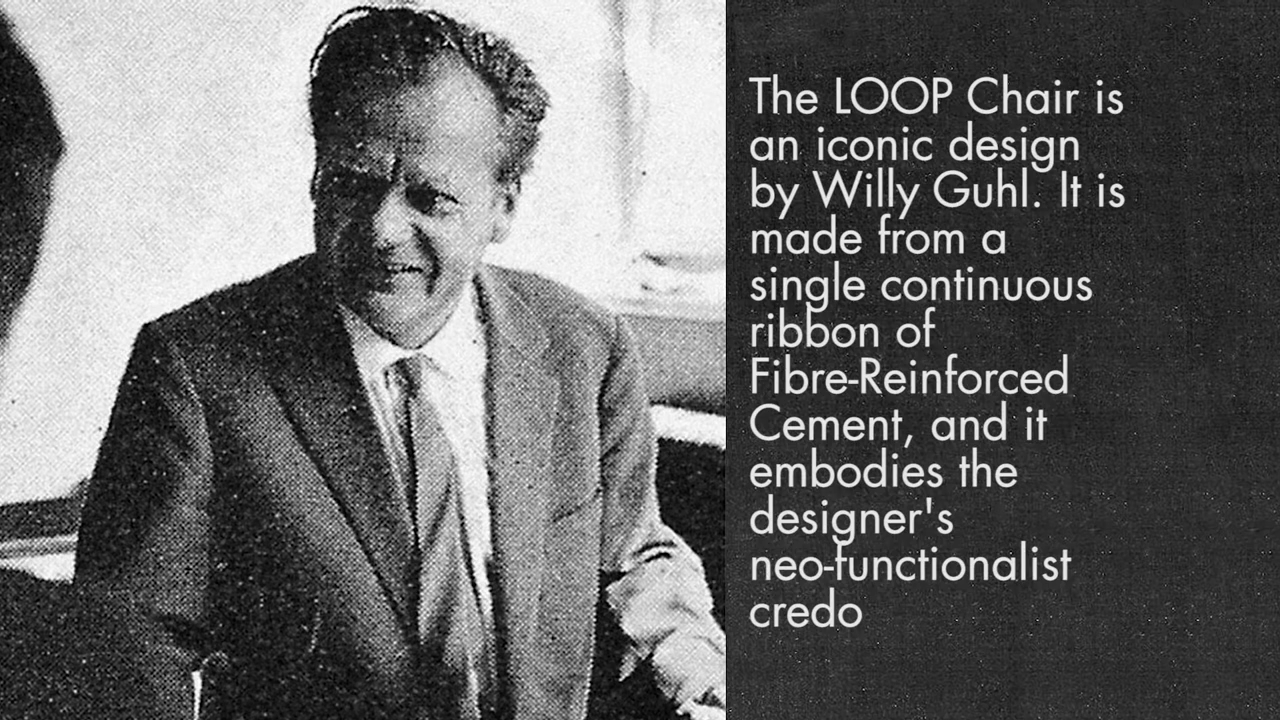 The LOOP Chair is
an iconic design
by Willy Guhl. It is
made from a
single continuous
ribbon of
Fibre-Reinforced
Cement, and it
embodies the
designer's
neo-functionalist
credo